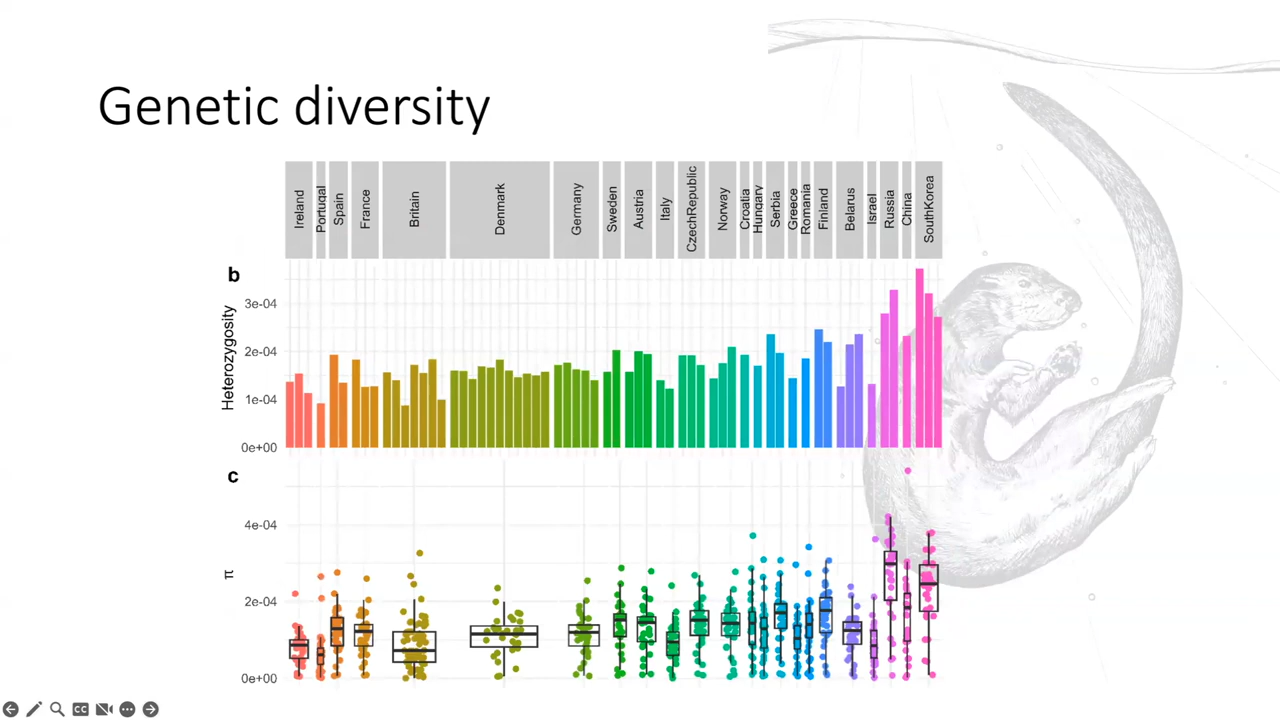 Genetic diversity
Ireland
Portugal
Spain
France
Britain
Denmark
Germany
Sweden
Austria
Italy
CzechRepublic
Norway
Croatia
Hungary
Serbia
Greece
Romania
Finland
Belarus
Israel
Russia
China
SouthKorea
b
Heterozygosity
3e-04
2e-04
1e-04
0e+00
c
π
4e-04
2e-04
0e+00
CC